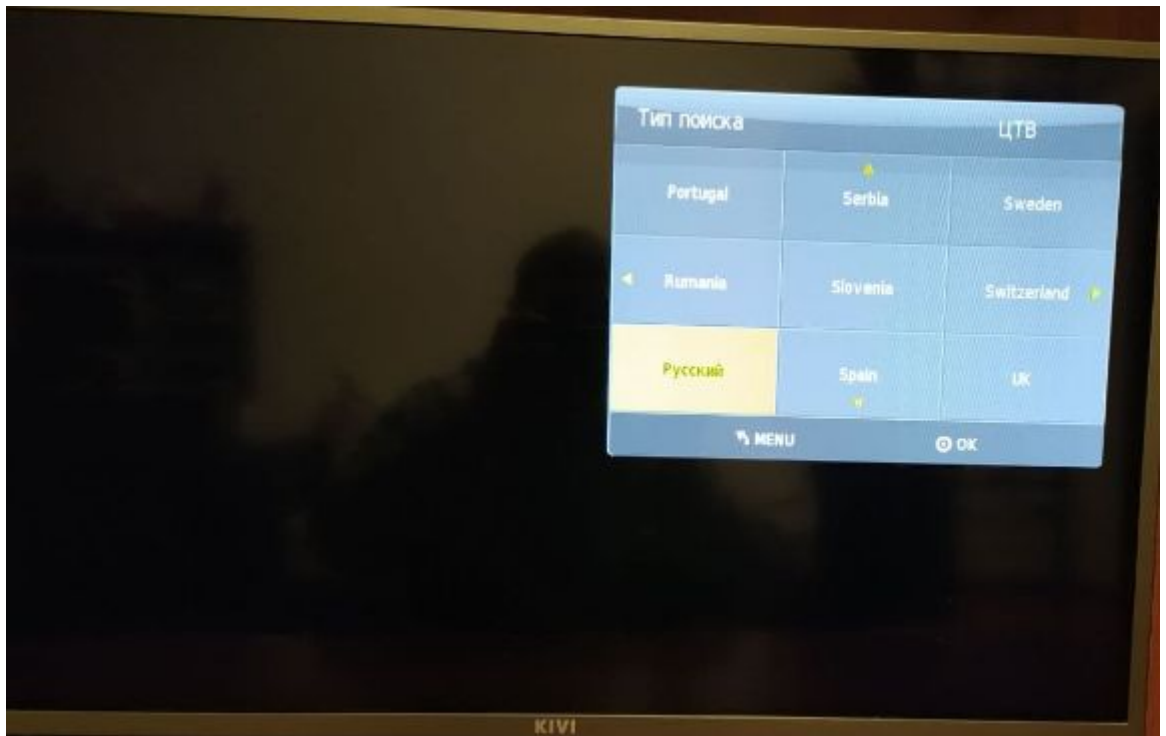 Тип поиска ЦТВ
Portugal Serbia Sweden
Rumania Slovenia Switzerland
Русский Spain UK
MENU OK
KIVI